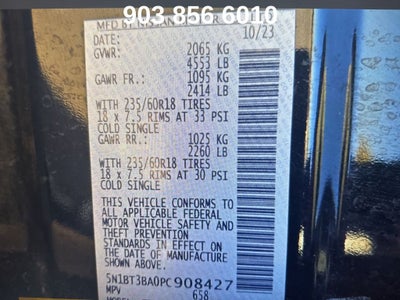 903 856 6010
MFD BY NISSAN
DATE: 10/23
GVWR: 2065 KG
4553 LB
GAWR FR.: 1095 KG
2414 LB
WITH 235/60R18 TIRES
18 x 7.5 RIMS AT 33 PSI
COLD SINGLE
GAWR RR.: 1025 KG
2260 LB
WITH 235/60R18 TIRES
18 x 7.5 RIMS AT 30 PSI
COLD SINGLE
THIS VEHICLE CONFORMS TO
ALL APPLICABLE FEDERAL
MOTOR VEHICLE SAFETY AND
THEFT PREVENTION
STANDARDS IN EFFECT ON
THE DATE OF MANUFACTURE
SHOWN ABOVE.
5N1BT3BA0PC908427
MPV 658